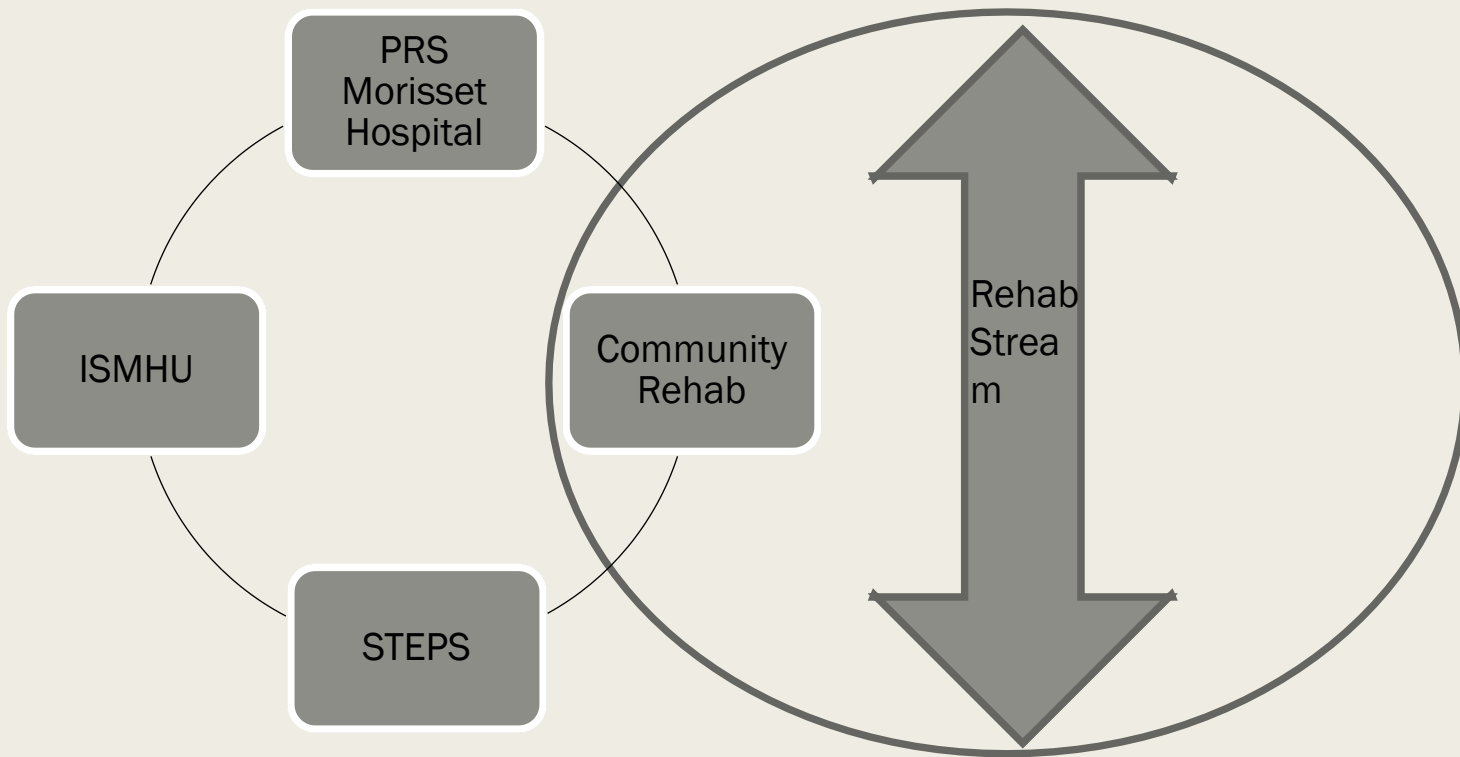 PRS
Morisset
Hospital
ISMHU
Community
Rehab
STEPS
Rehab
Strea
m